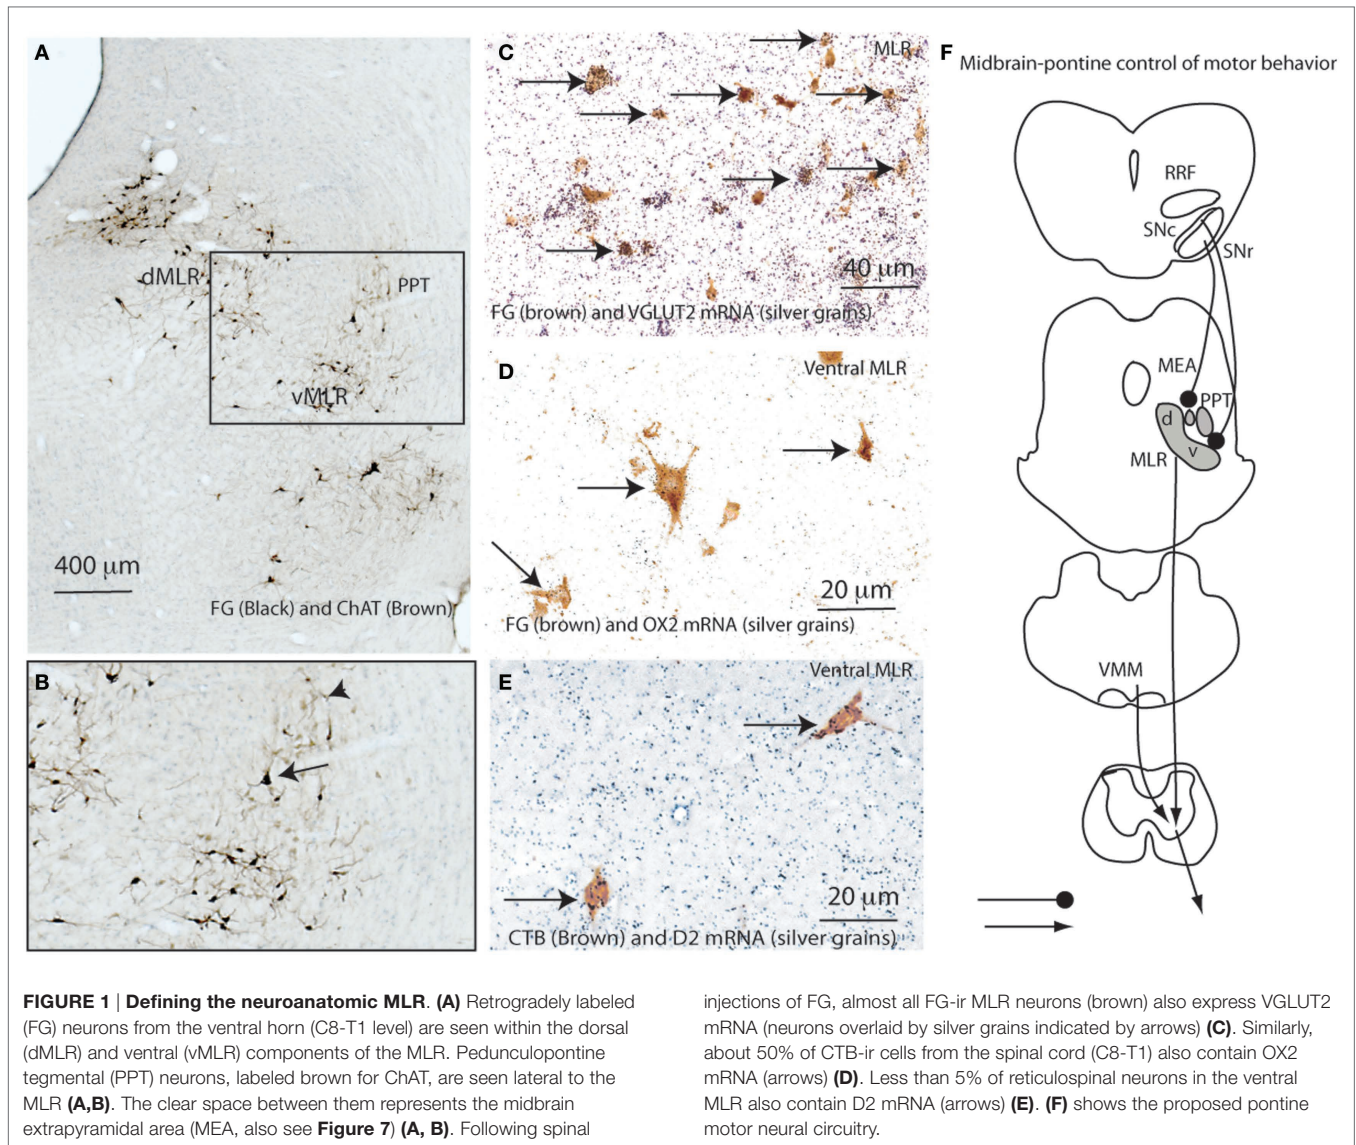 A
dMLR
PPT
vMLR
400 µm
FG (Black) and ChAT (Brown)
B
C
MLR
40 µm
FG (brown) and VGLUT2 mRNA (silver grains)
D
Ventral MLR
20 µm
FG (brown) and OX2 mRNA (silver grains)
E
Ventral MLR
20 µm
CTB (Brown) and D2 mRNA (silver grains)
F
Midbrain-pontine control of motor behavior
RRF
SNc
SNr
MEA
PPT
d
v
MLR
VMM
FIGURE 1 | Defining the neuroanatomic MLR. (A) Retrogradely labeled
(FG) neurons from the ventral horn (C8-T1 level) are seen within the dorsal
(dMLR) and ventral (vMLR) components of the MLR. Pedunculopontine
tegmental (PPT) neurons, labeled brown for ChAT, are seen lateral to the
MLR (A,B). The clear space between them represents the midbrain
extrapyramidal area (MEA, also see Figure 7) (A, B). Following spinal
injections of FG, almost all FG-ir MLR neurons (brown) also express VGLUT2
mRNA (neurons overlaid by silver grains indicated by arrows) (C). Similarly,
about 50% of CTB-ir cells from the spinal cord (C8-T1) also contain OX2
mRNA (arrows) (D). Less than 5% of reticulospinal neurons in the ventral
MLR also contain D2 mRNA (arrows) (E). (F) shows the proposed pontine
motor neural circuitry.